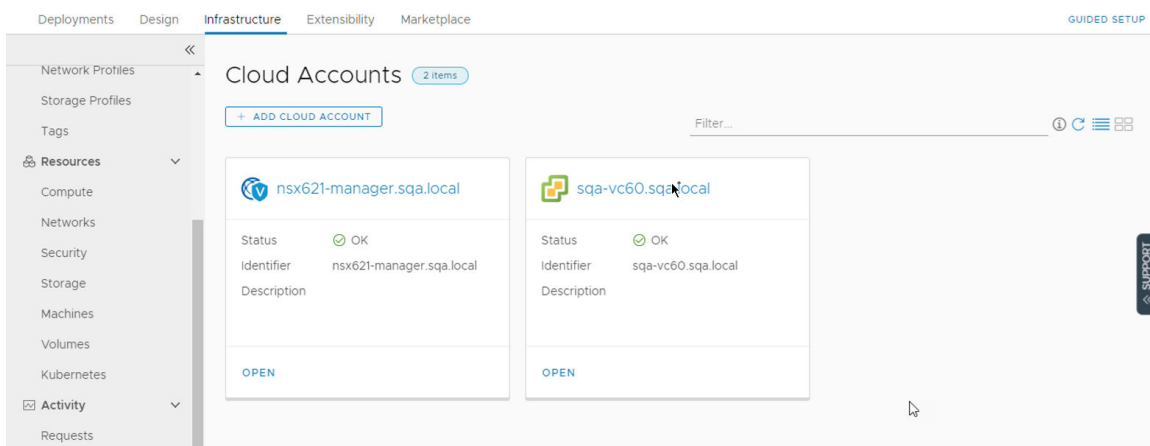 Deployments Design Infrastructure Extensibility Marketplace GUIDED SETUP
Network Profiles
Storage Profiles
Tags
Resources
Compute
Networks
Security
Storage
Machines
Volumes
Kubernetes
Activity
Requests
Cloud Accounts 2 items
+ ADD CLOUD ACCOUNT
Filter...
nsx621-manager.sqa.local
Status OK
Identifier nsx621-manager.sqa.local
Description
OPEN
sqa-vc60.sqa.local
Status OK
Identifier sqa-vc60.sqa.local
Description
OPEN
SUPPORT